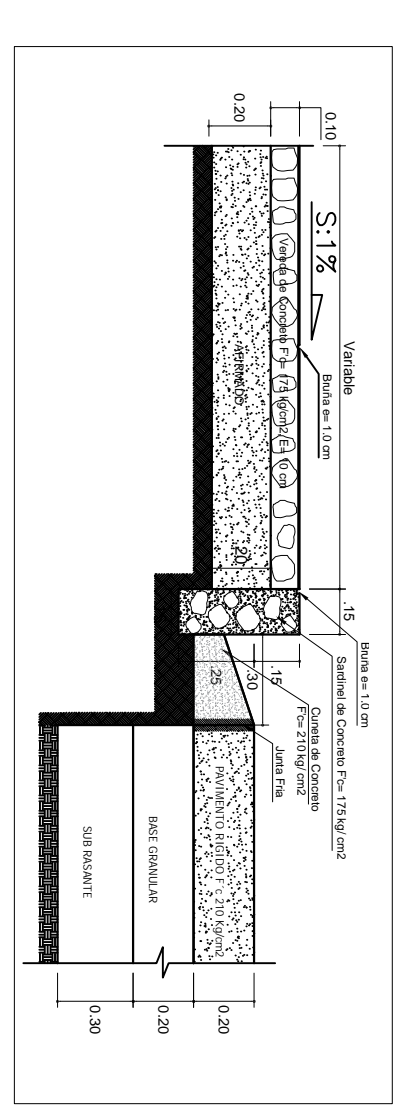 Variable
.15
S:1%
Bruña e= 1.0 cm
Bruña e= 1.0 cm
Sardinel de Concreto F'c= 175 kg/cm2
Cuneta de Concreto
F'c= 210 kg/cm2
Junta Fria
0.10
0.20
Vereda de Concreto F'c= 175 kg/cm2/E= 10 cm
AFIRMADO
.20
.15
.30
.25
PAVIMENTO RIGIDO F´c 210 Kg/cm2
BASE GRANULAR
SUB RASANTE
0.20
0.20
0.30